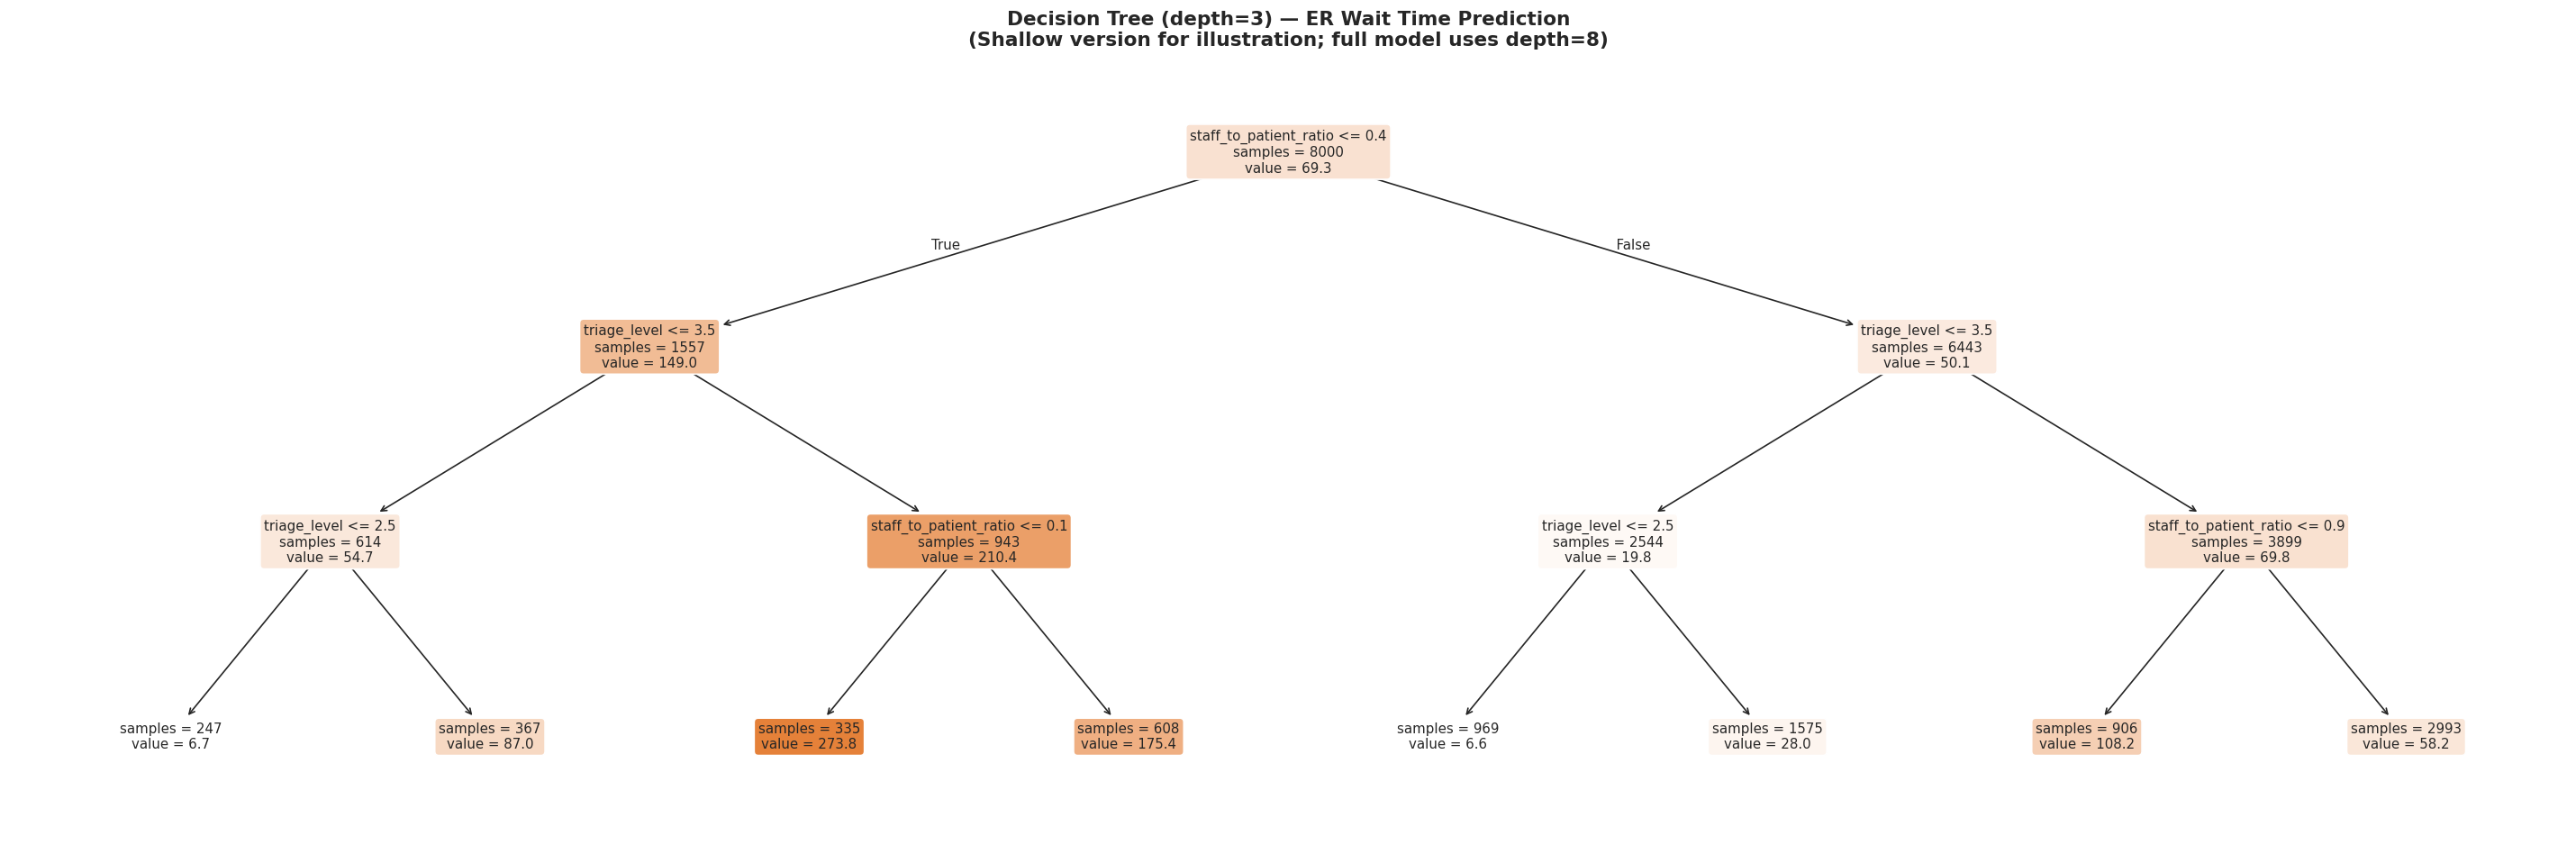 Decision Tree (depth=3) — ER Wait Time Prediction
(Shallow version for illustration; full model uses depth=8)
staff_to_patient_ratio <= 0.4
samples = 8000
value = 69.3
True
False
triage_level <= 3.5
samples = 1557
value = 149.0
triage_level <= 3.5
samples = 6443
value = 50.1
triage_level <= 2.5
samples = 614
value = 54.7
staff_to_patient_ratio <= 0.1
samples = 943
value = 210.4
triage_level <= 2.5
samples = 2544
value = 19.8
staff_to_patient_ratio <= 0.9
samples = 3899
value = 69.8
samples = 247
value = 6.7
samples = 367
value = 87.0
samples = 335
value = 273.8
samples = 608
value = 175.4
samples = 969
value = 6.6
samples = 1575
value = 28.0
samples = 906
value = 108.2
samples = 2993
value = 58.2